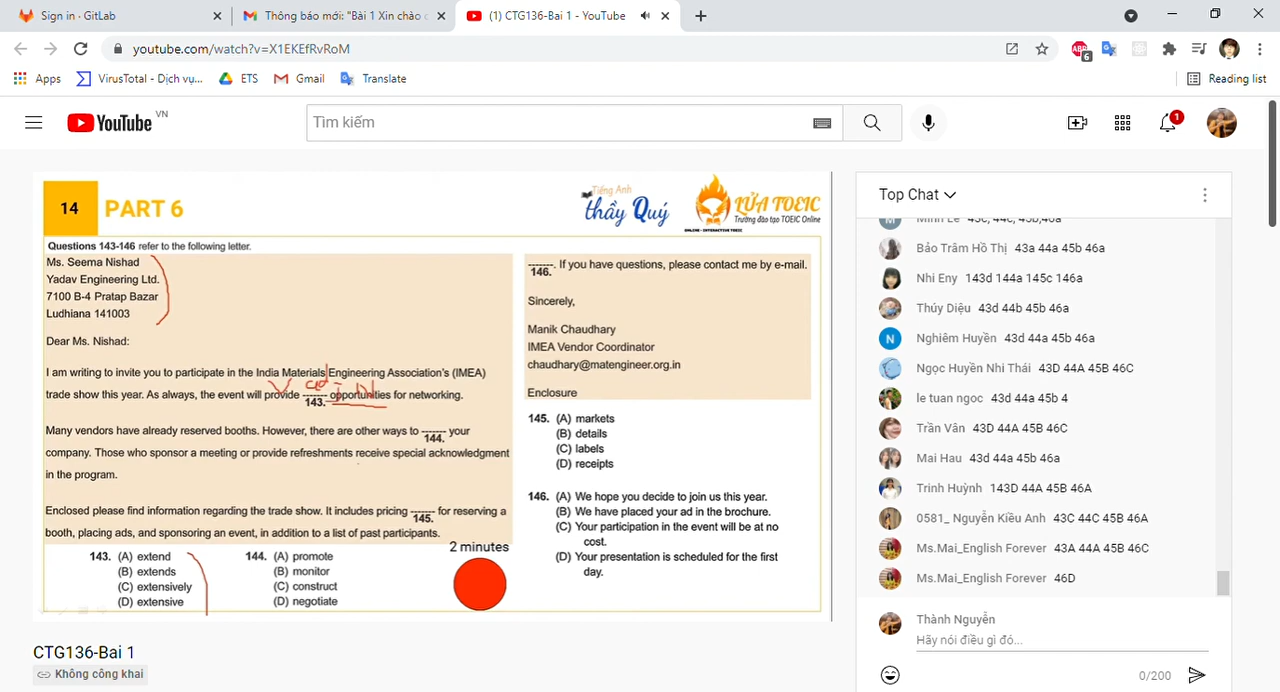 Sign in · GitLab
Thông báo mới: "Bài 1 Xin chào c
(1) CTG136-Bai 1 - YouTube
youtube.com/watch?v=X1EKEfRvRoM
6
Apps
VirusTotal - Dịch vụ...
ETS
Gmail
Translate
Reading list
YouTube VN
Tìm kiếm
1
14
PART 6
Tiếng Anh
thầy Quý
LỬA TOEIC
Trường đào tạo TOEIC Online
ONLINE - INTERACTIVE TOEIC
Questions 143-146 refer to the following letter.
Ms. Seema Nishad
Yadav Engineering Ltd.
7100 B-4 Pratap Bazar
Ludhiana 141003
Dear Ms. Nishad:
I am writing to invite you to participate in the India Materials Engineering Association's (IMEA)
trade show this year. As always, the event will provide ------- opportunities for networking.
143.
Many vendors have already reserved booths. However, there are other ways to ------- your
144.
company. Those who sponsor a meeting or provide refreshments receive special acknowledgment
in the program.
Enclosed please find information regarding the trade show. It includes pricing ------- for reserving a
145.
booth, placing ads, and sponsoring an event, in addition to a list of past participants.
-------. If you have questions, please contact me by e-mail.
146.
Sincerely,
Manik Chaudhary
IMEA Vendor Coordinator
chaudhary@matengineer.org.in
Enclosure
143. (A) extend
(B) extends
(C) extensively
(D) extensive
144. (A) promote
(B) monitor
(C) construct
(D) negotiate
2 minutes
145. (A) markets
(B) details
(C) labels
(D) receipts
146. (A) We hope you decide to join us this year.
(B) We have placed your ad in the brochure.
(C) Your participation in the event will be at no
cost.
(D) Your presentation is scheduled for the first
day.
CTG136-Bai 1
Không công khai
Top Chat
Minh Le 43c, 44c, 45b,46a
Bảo Trâm Hồ Thị 43a 44a 45b 46a
Nhi Eny 143d 144a 145c 146a
Thúy Diệu 43d 44b 45b 46a
N
Nghiêm Huyền 43d 44a 45b 46a
Ngọc Huyền Nhi Thái 43D 44A 45B 46C
le tuan ngoc 43d 44a 45b 4
Trần Vân 43D 44A 45B 46C
Mai Hau 43d 44a 45b 46a
Trinh Huỳnh 143D 44A 45B 46A
0581_ Nguyễn Kiều Anh 43C 44C 45B 46A
Ms.Mai_English Forever 43A 44A 45B 46C
Ms.Mai_English Forever 46D
Thành Nguyễn
Hãy nói điều gì đó...
0/200